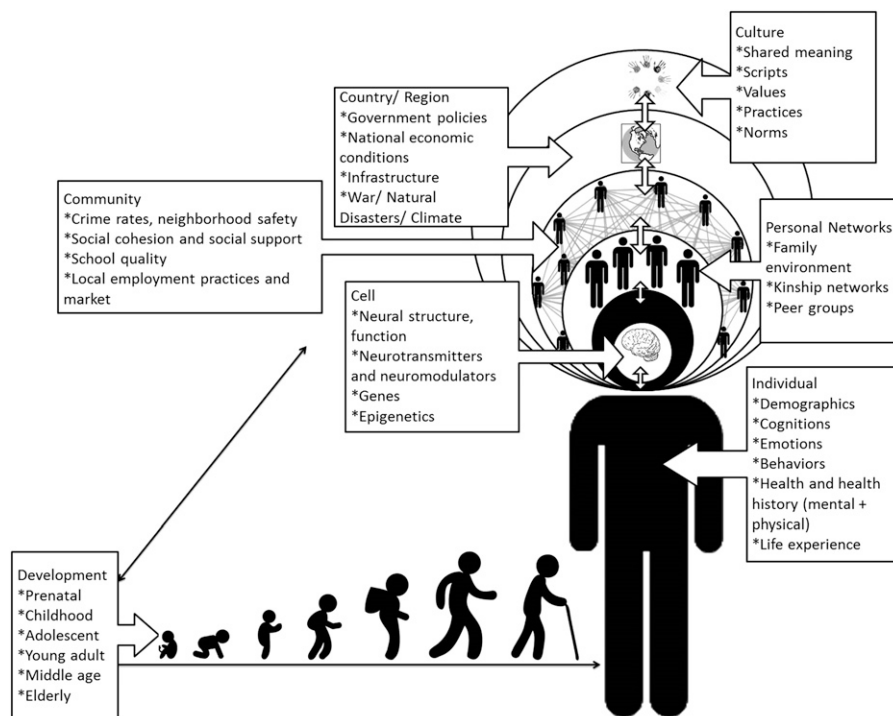 Culture
*Shared meaning
*Scripts
*Values
*Practices
*Norms
Country/ Region
*Government policies
*National economic
conditions
*Infrastructure
*War/ Natural
Disasters/ Climate
Community
*Crime rates, neighborhood safety
*Social cohesion and social support
*School quality
*Local employment practices and
market
Personal Networks
*Family
environment
*Kinship networks
*Peer groups
Cell
*Neural structure,
function
*Neurotransmitters
and neuromodulators
*Genes
*Epigenetics
Individual
*Demographics
*Cognitions
*Emotions
*Behaviors
*Health and health
history (mental +
physical)
*Life experience
Development
*Prenatal
*Childhood
*Adolescent
*Young adult
*Middle age
*Elderly